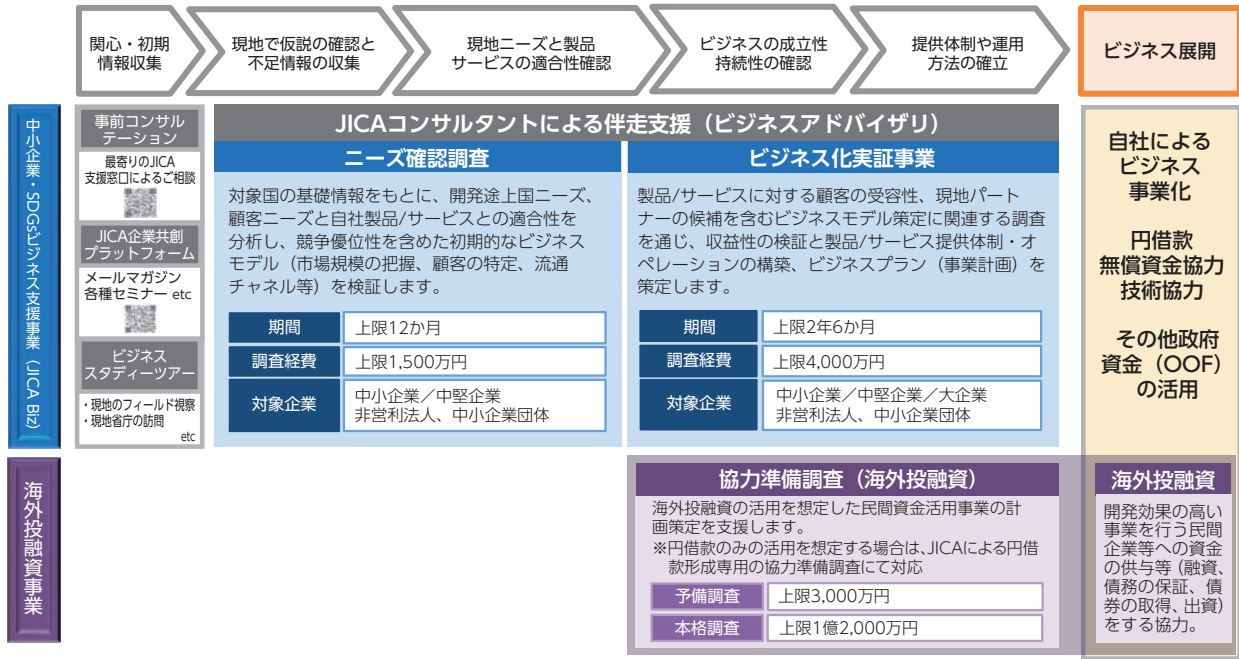 関心・初期
情報収集
現地で仮説の確認と
不足情報の収集
現地ニーズと製品
サービスの適合性確認
ビジネスの成立性
持続性の確認
提供体制や運用
方法の確立
ビジネス展開
中小企業・SDGsビジネス支援事業（JICA Biz）
事前コンサル
テーション
最寄りのJICA
支援窓口によるご相談
JICA企業共創
プラットフォーム
メールマガジン
各種セミナー etc
ビジネス
スタディーツアー
・現地のフィールド視察
・現地省庁の訪問
etc
JICAコンサルタントによる伴走支援（ビジネスアドバイザリ）
ニーズ確認調査
対象国の基礎情報をもとに、開発途上国ニーズ、
顧客ニーズと自社製品/サービスとの適合性を
分析し、競争優位性を含めた初期的なビジネス
モデル（市場規模の把握、顧客の特定、流通
チャネル等）を検証します。
期間
上限12か月
調査経費
上限1,500万円
対象企業
中小企業／中堅企業
非営利法人、中小企業団体
ビジネス化実証事業
製品/サービスに対する顧客の受容性、現地パート
ナーの候補を含むビジネスモデル策定に関連する調査
を通じ、収益性の検証と製品/サービス提供体制・オ
ペレーションの構築、ビジネスプラン（事業計画）を
策定します。
期間
上限2年6か月
調査経費
上限4,000万円
対象企業
中小企業／中堅企業／大企業
非営利法人、中小企業団体
自社による
ビジネス
事業化
円借款
無償資金協力
技術協力
その他政府
資金（OOF）
の活用
海外投融資事業
協力準備調査（海外投融資）
海外投融資の活用を想定した民間資金活用事業の計
画策定を支援します。
※円借款のみの活用を想定する場合は、JICAによる円借
款形成専用の協力準備調査にて対応
予備調査
上限3,000万円
本格調査
上限1億2,000万円
海外投融資
開発効果の高い
事業を行う民間
企業等への資金
の供与等（融資、
債務の保証、債
券の取得、出資）
をする協力。